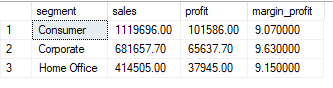 segment sales profit margin_profit
1 Consumer 1119696.00 101586.00 9.070000
2 Corporate 681657.70 65637.70 9.630000
3 Home Office 414505.00 37945.00 9.150000